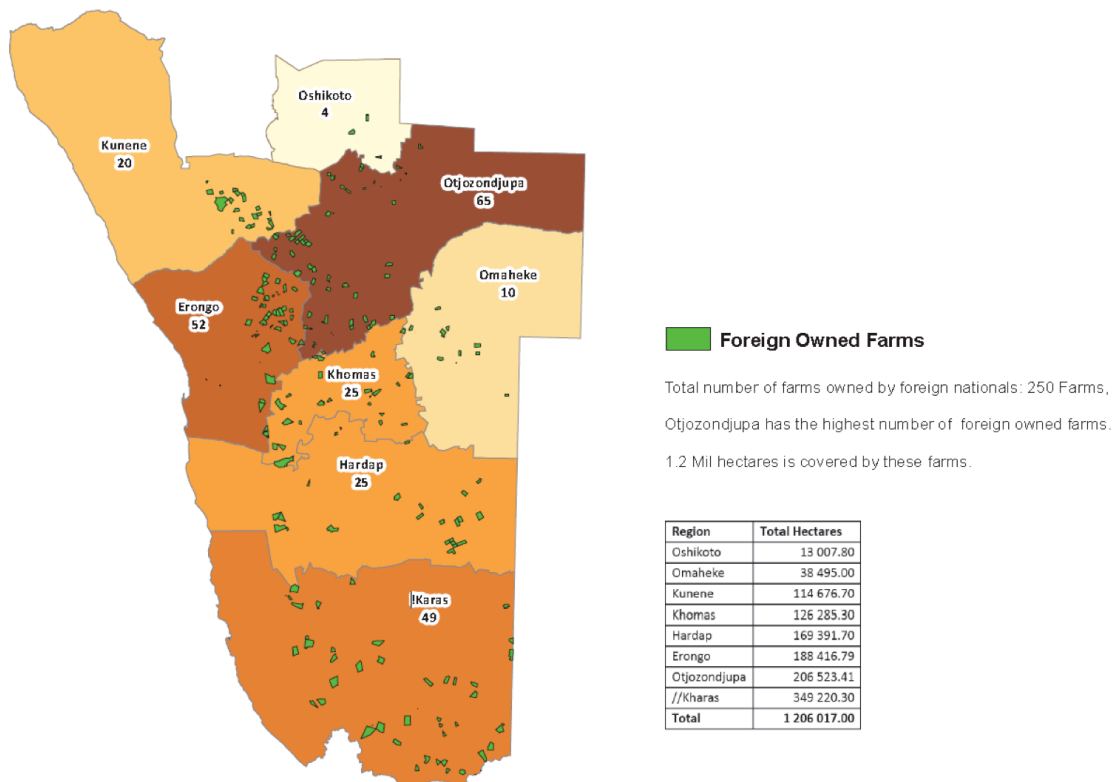 Oshikoto
4
Kunene
20
Otjozondjupa
65
Omaheke
10
Erongo
52
Khomas
25
Hardap
25
!Karas
49
Foreign Owned Farms
Total number of farms owned by foreign nationals: 250 Farms,
Otjozondjupa has the highest number of foreign owned farms.
1.2 Mil hectares is covered by these farms.
Region Total Hectares
Oshikoto 13 007.80
Omaheke 38 495.00
Kunene 114 676.70
Khomas 126 285.30
Hardap 169 391.70
Erongo 188 416.79
Otjozondjupa 206 523.41
//Kharas 349 220.30
Total 1 206 017.00